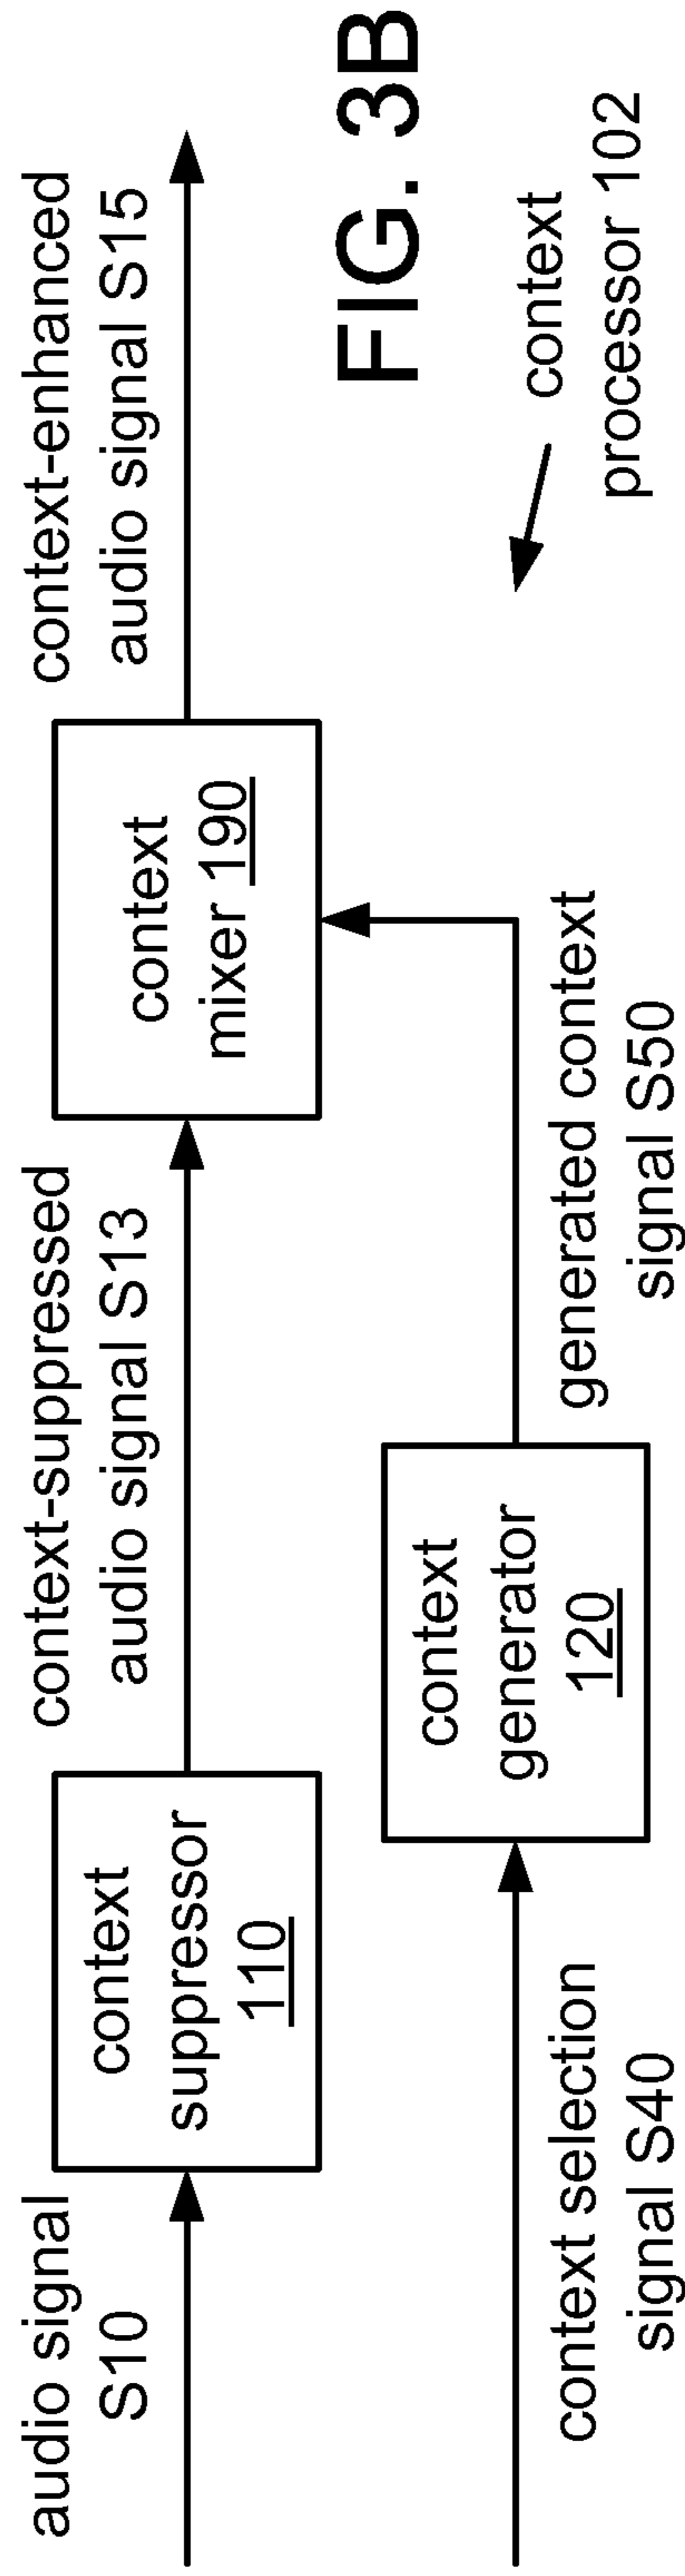 audio signal
S10
context
suppressor
110
context-suppressed
audio signal S13
context
mixer 190
context-enhanced
audio signal S15
context selection
signal S40
context
generator
120
generated context
signal S50
context
processor 102
FIG. 3B